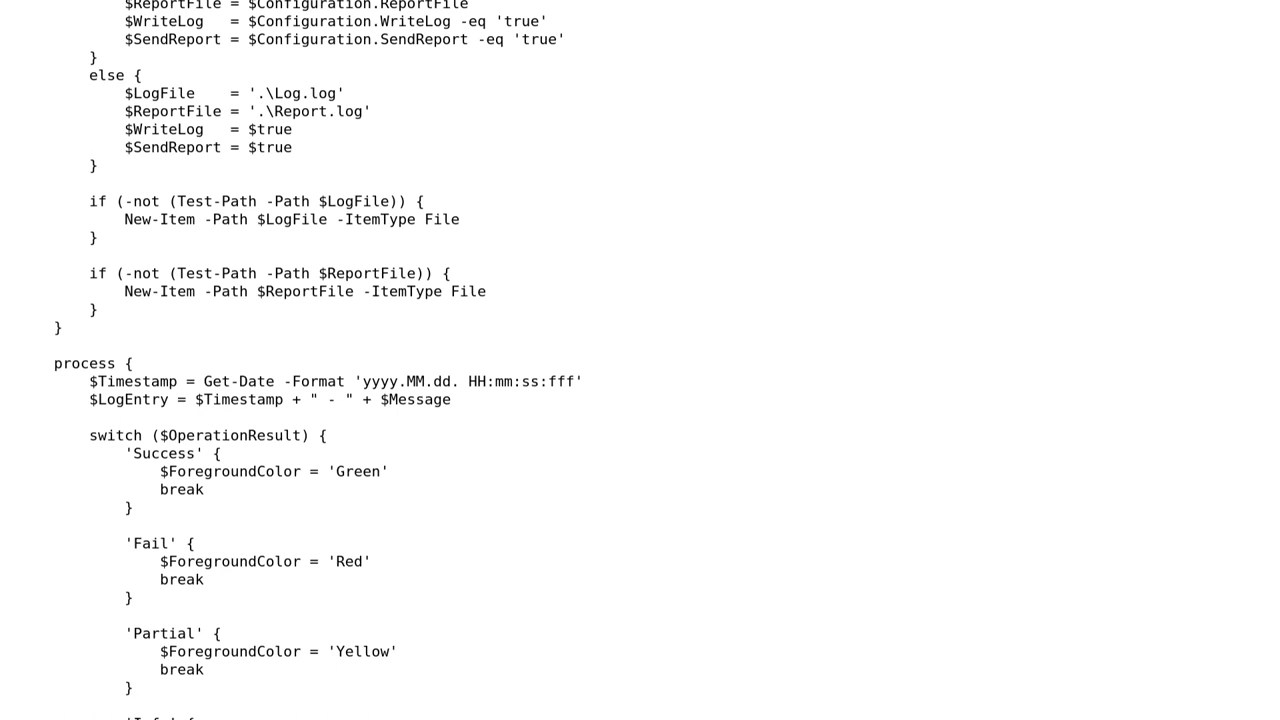 $ReportFile = $Configuration.ReportFile
        $WriteLog   = $Configuration.WriteLog -eq 'true'
        $SendReport = $Configuration.SendReport -eq 'true'
    }
    else {
        $LogFile    = '.\Log.log'
        $ReportFile = '.\Report.log'
        $WriteLog   = $true
        $SendReport = $true
    }

    if (-not (Test-Path -Path $LogFile)) {
        New-Item -Path $LogFile -ItemType File
    }

    if (-not (Test-Path -Path $ReportFile)) {
        New-Item -Path $ReportFile -ItemType File
    }
}

process {
    $Timestamp = Get-Date -Format 'yyyy.MM.dd. HH:mm:ss:fff'
    $LogEntry = $Timestamp + " - " + $Message

    switch ($OperationResult) {
        'Success' {
            $ForegroundColor = 'Green'
            break
        }

        'Fail' {
            $ForegroundColor = 'Red'
            break
        }

        'Partial' {
            $ForegroundColor = 'Yellow'
            break
        }